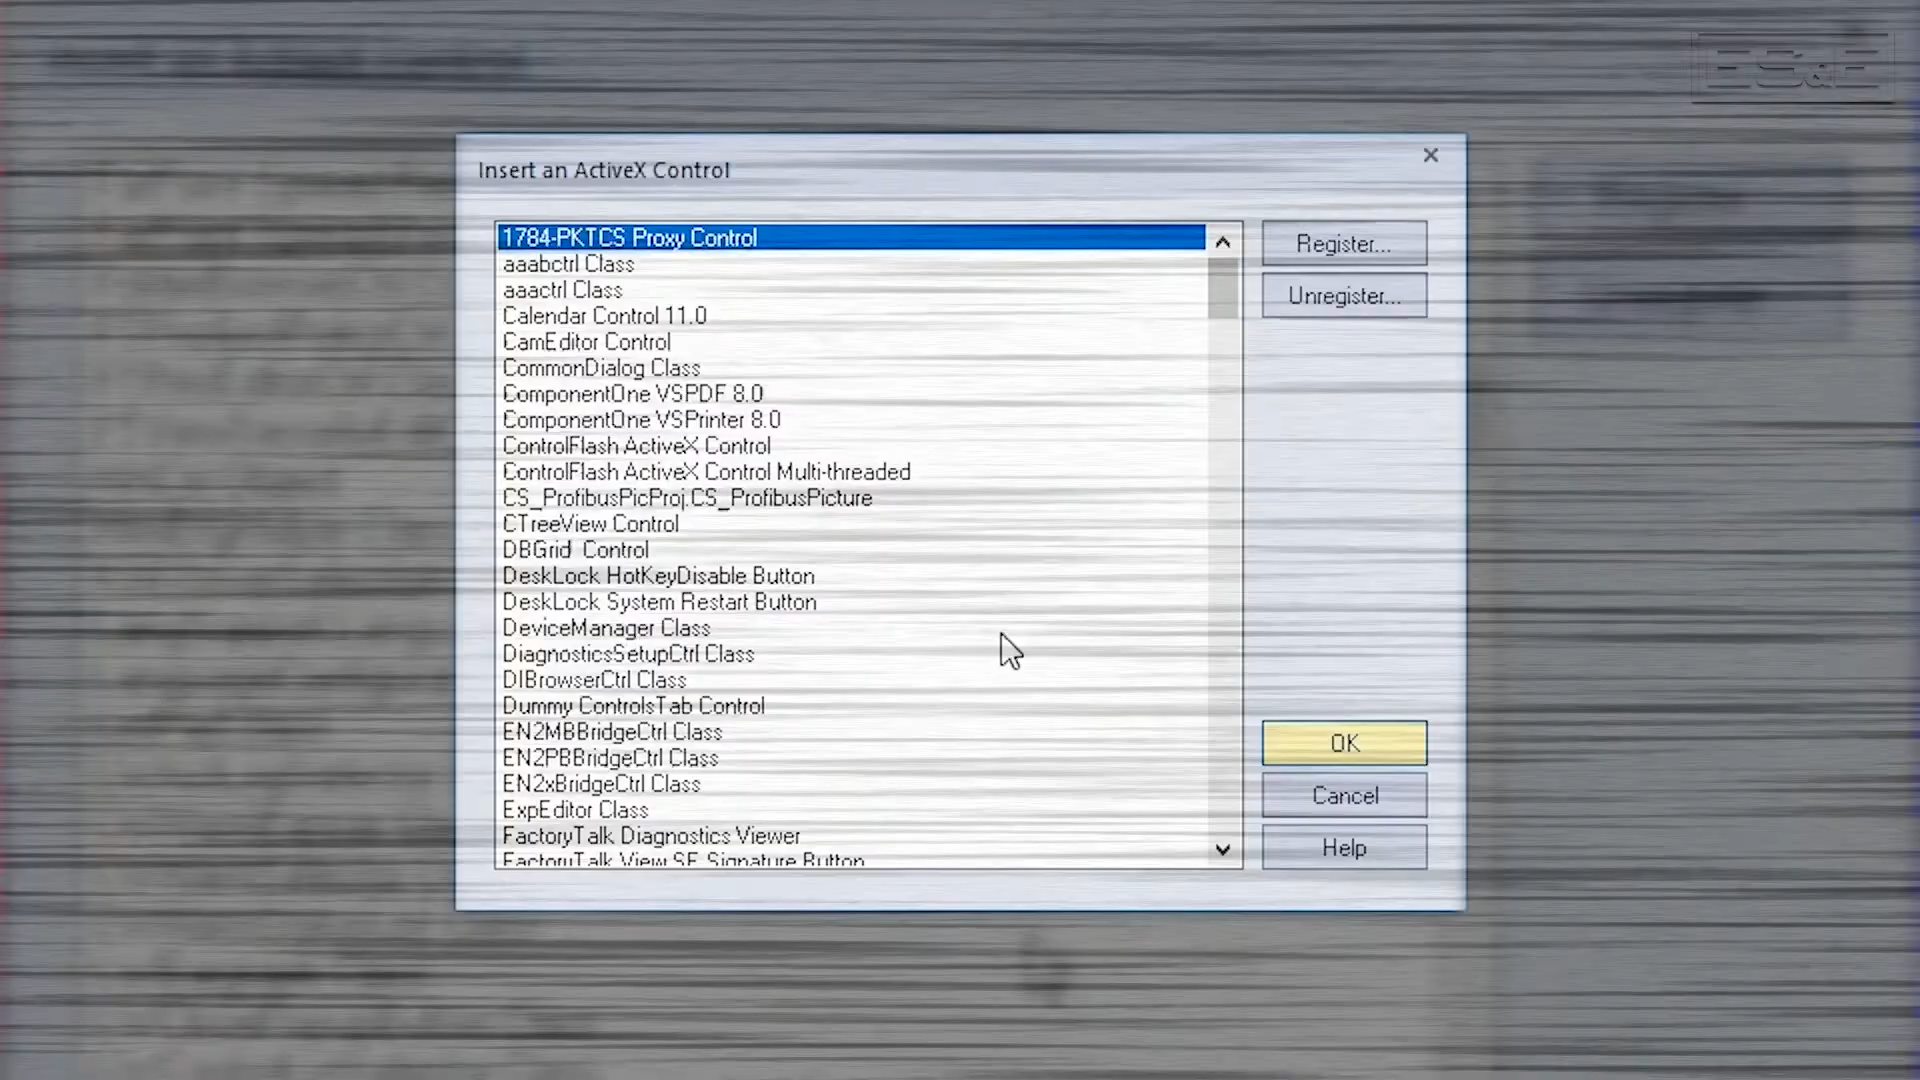 ES&E
Insert an ActiveX Control
1784-PKTCS Proxy Control
aaabctrl Class
aaactrl Class
Calendar Control 11.0
CamEditor Control
CommonDialog Class
ComponentOne VSPDF 8.0
ComponentOne VSPrinter 8.0
ControlFlash ActiveX Control
ControlFlash ActiveX Control Multi-threaded
CS_ProfibusPicProj.CS_ProfibusPicture
CTreeView Control
DBGrid  Control
DeskLock HotKeyDisable Button
DeskLock System Restart Button
DeviceManager Class
DiagnosticsSetupCtrl Class
DIBrowserCtrl Class
Dummy ControlsTab Control
EN2MBBridgeCtrl Class
EN2PBBridgeCtrl Class
EN2xBridgeCtrl Class
ExpEditor Class
FactoryTalk Diagnostics Viewer
FactoryTalk View SE Signature Button
Register...
Unregister...
OK
Cancel
Help